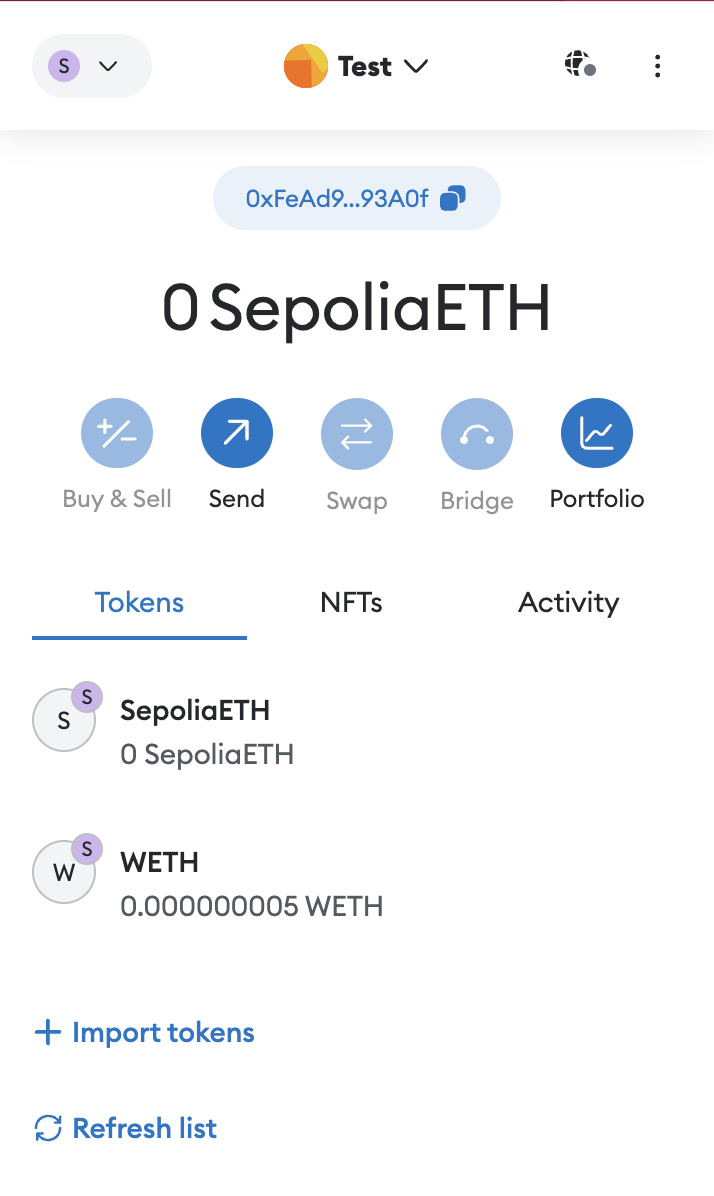 S
Test
0xFeAd9...93A0f
0 SepoliaETH
Buy & Sell
Send
Swap
Bridge
Portfolio
Tokens
NFTs
Activity
S
S
SepoliaETH
0 SepoliaETH
W
S
WETH
0.000000005 WETH
Import tokens
Refresh list